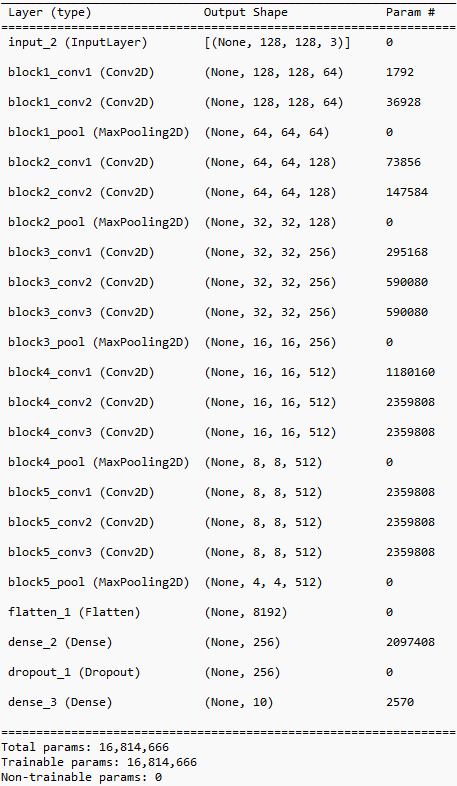 Layer (type) Output Shape Param #
=================================================================
input_2 (InputLayer) [(None, 128, 128, 3)] 0
block1_conv1 (Conv2D) (None, 128, 128, 64) 1792
block1_conv2 (Conv2D) (None, 128, 128, 64) 36928
block1_pool (MaxPooling2D) (None, 64, 64, 64) 0
block2_conv1 (Conv2D) (None, 64, 64, 128) 73856
block2_conv2 (Conv2D) (None, 64, 64, 128) 147584
block2_pool (MaxPooling2D) (None, 32, 32, 128) 0
block3_conv1 (Conv2D) (None, 32, 32, 256) 295168
block3_conv2 (Conv2D) (None, 32, 32, 256) 590080
block3_conv3 (Conv2D) (None, 32, 32, 256) 590080
block3_pool (MaxPooling2D) (None, 16, 16, 256) 0
block4_conv1 (Conv2D) (None, 16, 16, 512) 1180160
block4_conv2 (Conv2D) (None, 16, 16, 512) 2359808
block4_conv3 (Conv2D) (None, 16, 16, 512) 2359808
block4_pool (MaxPooling2D) (None, 8, 8, 512) 0
block5_conv1 (Conv2D) (None, 8, 8, 512) 2359808
block5_conv2 (Conv2D) (None, 8, 8, 512) 2359808
block5_conv3 (Conv2D) (None, 8, 8, 512) 2359808
block5_pool (MaxPooling2D) (None, 4, 4, 512) 0
flatten_1 (Flatten) (None, 8192) 0
dense_2 (Dense) (None, 256) 2097408
dropout_1 (Dropout) (None, 256) 0
dense_3 (Dense) (None, 10) 2570
=================================================================
Total params: 16,814,666
Trainable params: 16,814,666
Non-trainable params: 0